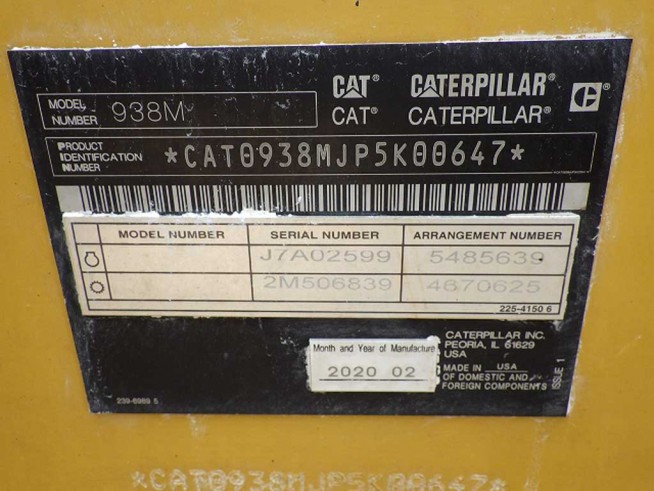 CAT® CATERPILLAR®
MODEL NUMBER 938M CAT® CATERPILLAR®
PRODUCT IDENTIFICATION NUMBER *CAT0938MJP5K00647*
MODEL NUMBER SERIAL NUMBER ARRANGEMENT NUMBER
J7A02599 5485639
2M506839 4670625
225-4150 6
CATERPILLAR INC.
PEORIA, IL 61629
USA
Month and Year of Manufacture
2020 02
MADE IN USA
OF DOMESTIC AND
FOREIGN COMPONENTS
ISSUE 1
239-6969 5
*CAT0938MJP5K00647*